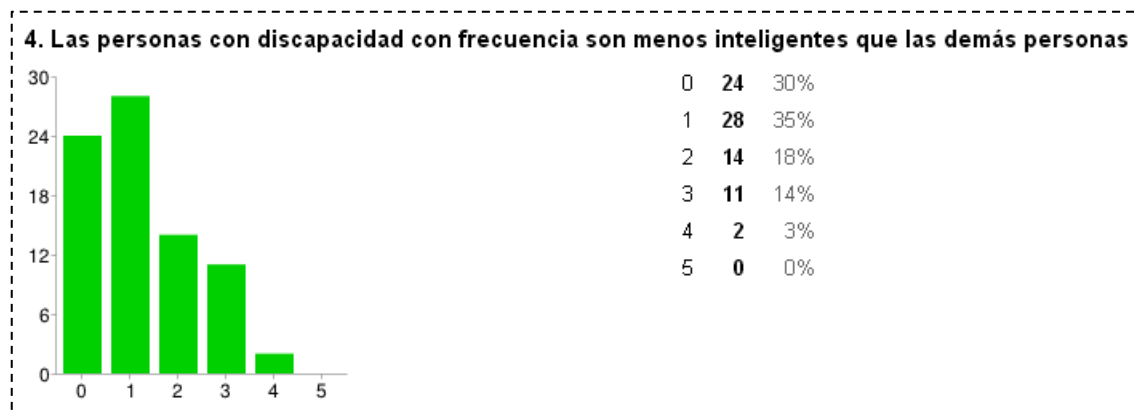 4. Las personas con discapacidad con frecuencia son menos inteligentes que las demás personas
30
24
18
12
6
0
0 1 2 3 4 5
0 24 30%
1 28 35%
2 14 18%
3 11 14%
4 2 3%
5 0 0%